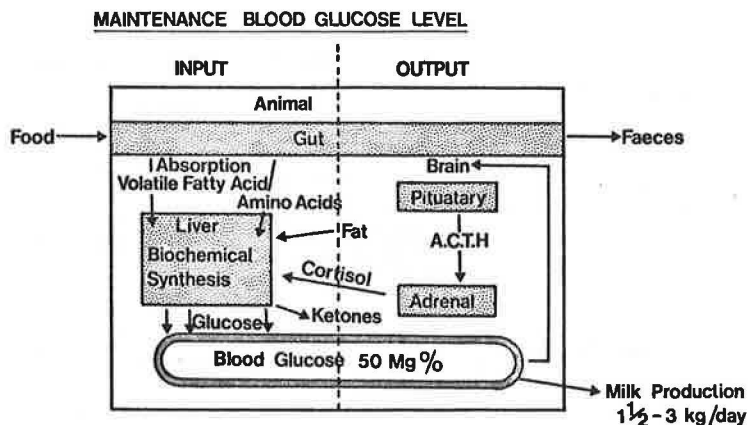 MAINTENANCE BLOOD GLUCOSE LEVEL
INPUT
OUTPUT
Animal
Food
Gut
Faeces
Absorption
Volatile Fatty Acid
Amino Acids
Brain
Pituatary
Liver
Fat
A.C.T.H
Biochemical
Synthesis
Cortisol
Adrenal
Ketones
Glucose
Blood Glucose 50 Mg%
Milk Production
1½-3 kg/day